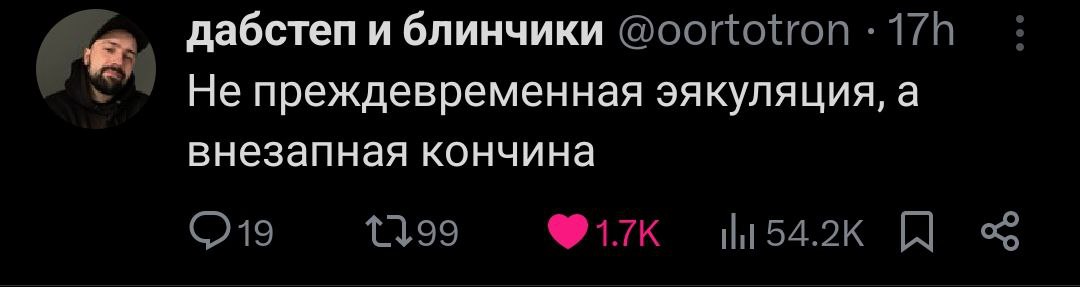 дабстеп и блинчики @oortotron · 17h
Не преждевременная эякуляция, а
внезапная кончина
19 99 1.7K 54.2K